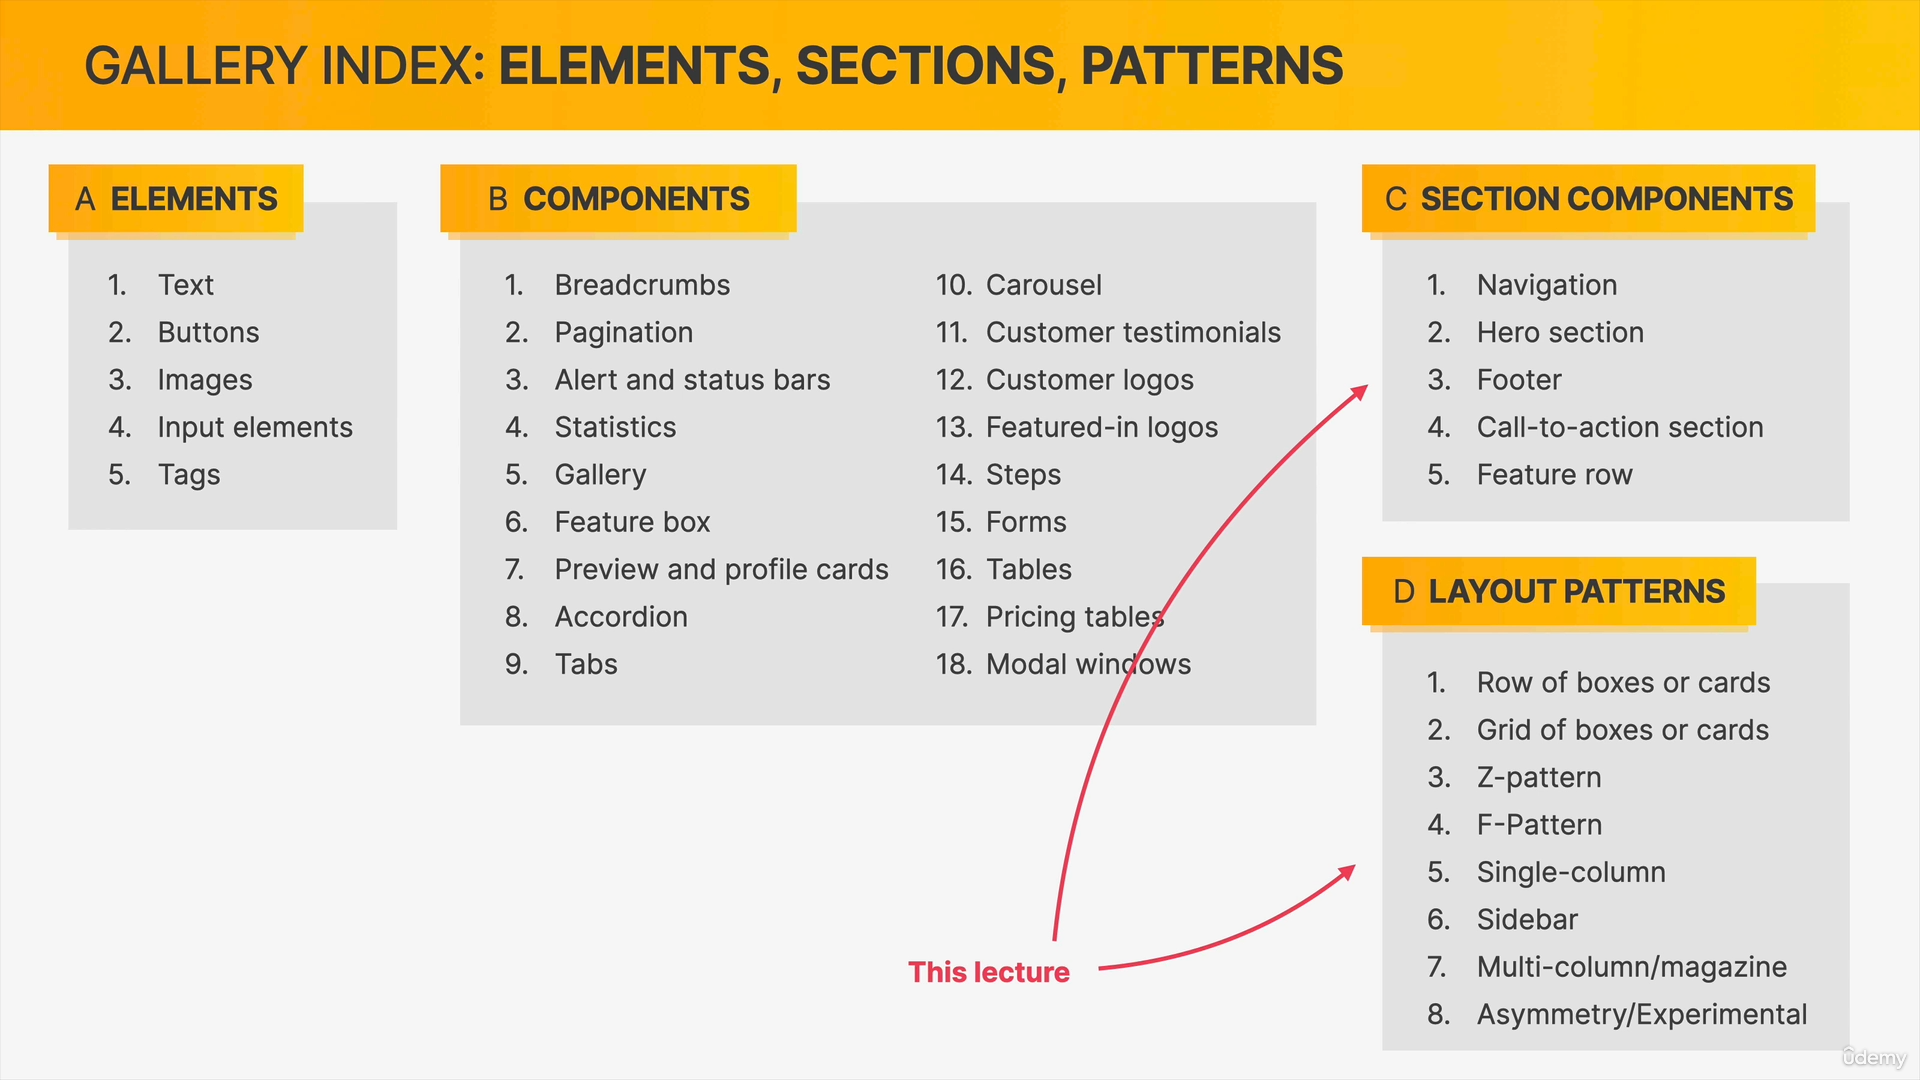 GALLERY INDEX: ELEMENTS, SECTIONS, PATTERNS
A ELEMENTS
1. Text
2. Buttons
3. Images
4. Input elements
5. Tags
B COMPONENTS
1. Breadcrumbs
2. Pagination
3. Alert and status bars
4. Statistics
5. Gallery
6. Feature box
7. Preview and profile cards
8. Accordion
9. Tabs
10. Carousel
11. Customer testimonials
12. Customer logos
13. Featured-in logos
14. Steps
15. Forms
16. Tables
17. Pricing tables
18. Modal windows
C SECTION COMPONENTS
1. Navigation
2. Hero section
3. Footer
4. Call-to-action section
5. Feature row
D LAYOUT PATTERNS
1. Row of boxes or cards
2. Grid of boxes or cards
3. Z-pattern
4. F-Pattern
5. Single-column
6. Sidebar
7. Multi-column/magazine
8. Asymmetry/Experimental
This lecture
ûdemy